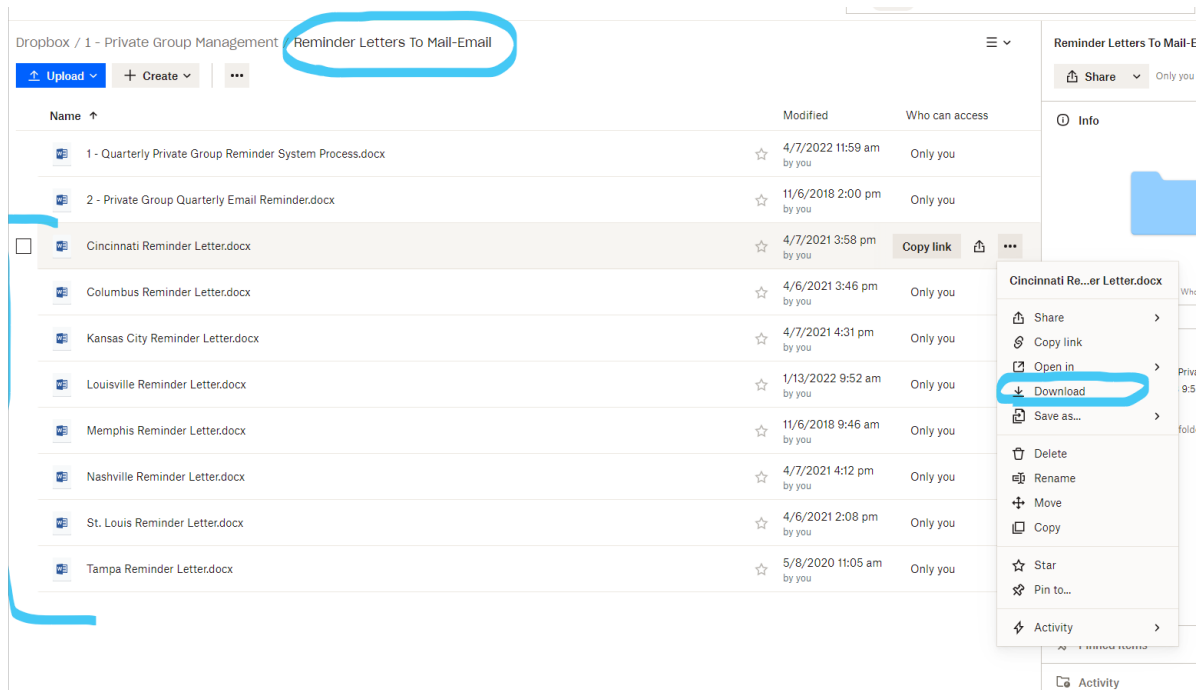 Dropbox / 1 - Private Group Management / Reminder Letters To Mail-Email
Reminder Letters To Mail-E
Upload
Create
Share
Only you
Name
Modified
Who can access
Info
1 - Quarterly Private Group Reminder System Process.docx
4/7/2022 11:59 am
by you
Only you
2 - Private Group Quarterly Email Reminder.docx
11/6/2018 2:00 pm
by you
Only you
Cincinnati Reminder Letter.docx
4/7/2021 3:58 pm
by you
Copy link
Columbus Reminder Letter.docx
4/6/2021 3:46 pm
by you
Only you
Kansas City Reminder Letter.docx
4/7/2021 4:31 pm
by you
Only you
Louisville Reminder Letter.docx
1/13/2022 9:52 am
by you
Only you
Memphis Reminder Letter.docx
11/6/2018 9:46 am
by you
Only you
Nashville Reminder Letter.docx
4/7/2021 4:12 pm
by you
Only you
St. Louis Reminder Letter.docx
4/6/2021 2:08 pm
by you
Only you
Tampa Reminder Letter.docx
5/8/2020 11:05 am
by you
Only you
Cincinnati Re...er Letter.docx
Share
Copy link
Open in
Download
Save as...
Delete
Rename
Move
Copy
Star
Pin to...
Activity
Who
Priva
9:5
folde
Pinned items
Activity